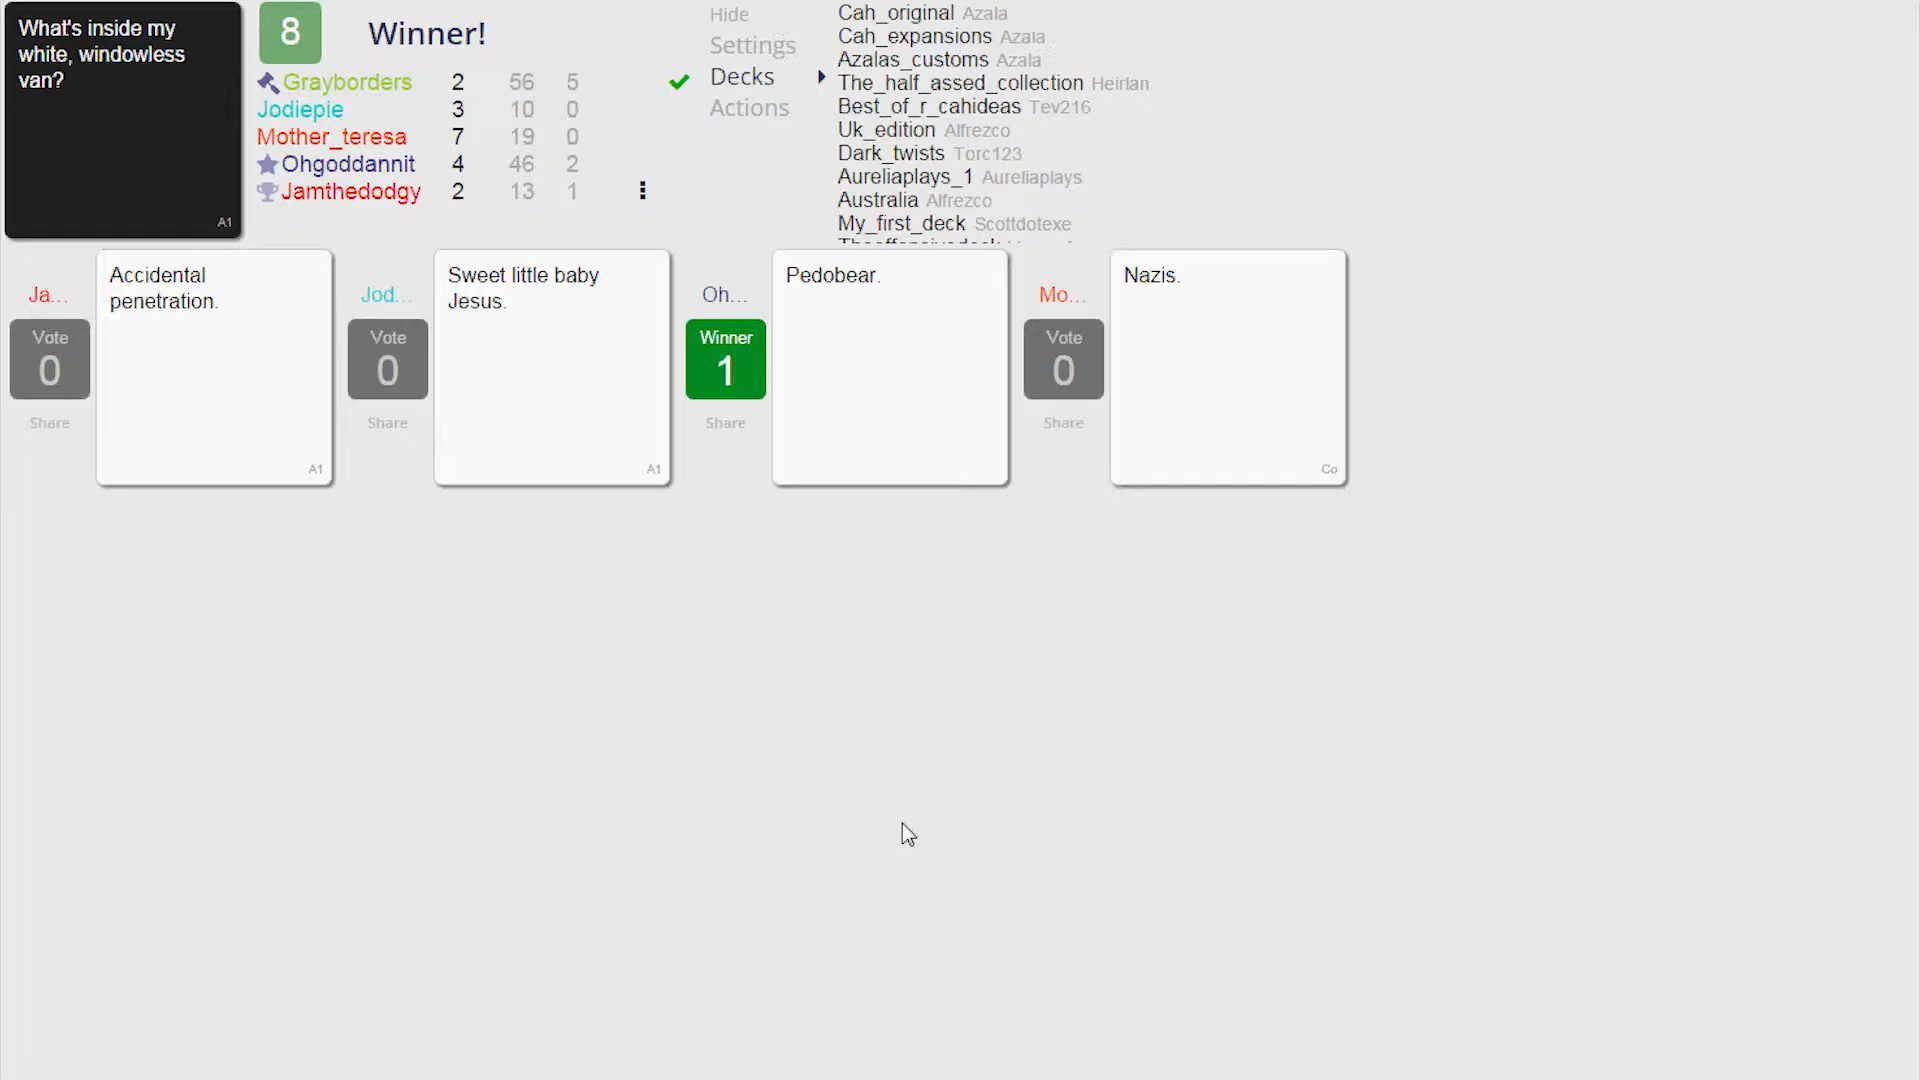 What's inside my
white, windowless
van?
A1
8
Winner!
Grayborders 2 56 5
Jodiepie 3 10 0
Mother_teresa 7 19 0
Ohgoddannit 4 46 2
Jamthedodgy 2 13 1
Hide
Settings
Decks
Actions
Cah_original Azala
Cah_expansions Azala
Azalas_customs Azala
The_half_assed_collection Heirlan
Best_of_r_cahideas Tev216
Uk_edition Alfrezco
Dark_twists Torc123
Aureliaplays_1 Aureliaplays
Australia Alfrezco
My_first_deck Scottdotexe
Ja...
Vote
0
Share
Accidental
penetration.
A1
Jod...
Vote
0
Share
Sweet little baby
Jesus.
A1
Oh...
Winner
1
Share
Pedobear.
Mo...
Vote
0
Share
Nazis.
Co